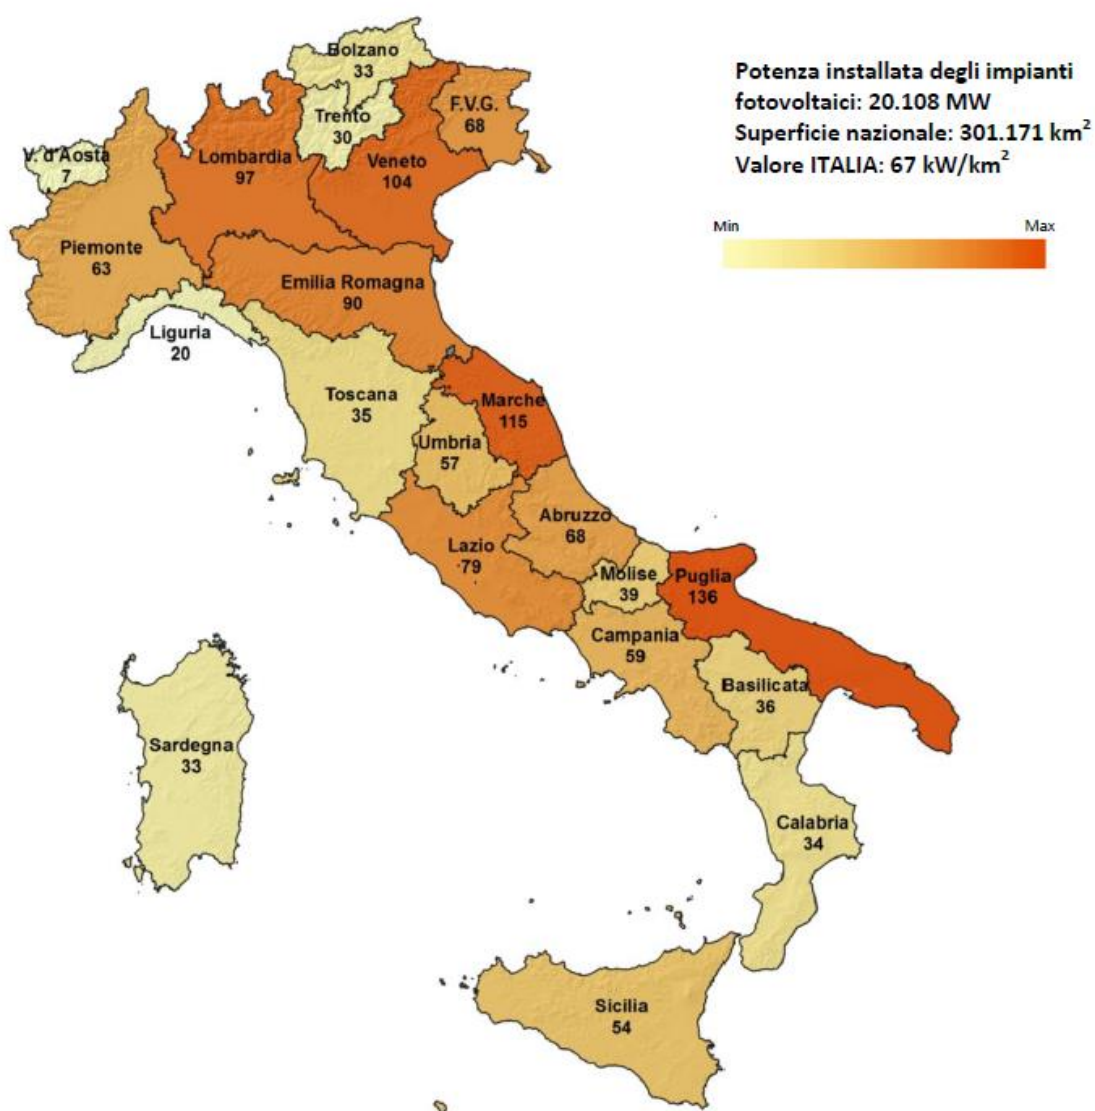 Potenza installata degli impianti
fotovoltaici: 20.108 MW
Superficie nazionale: 301.171 km²
Valore ITALIA: 67 kW/km²
Min Max
Bolzano
33
Trento
30
F.V.G.
68
V. d'Aosta
7
Lombardia
97
Veneto
104
Piemonte
63
Emilia Romagna
90
Liguria
20
Toscana
35
Marche
115
Umbria
57
Abruzzo
68
Lazio
79
Molise
39
Puglia
136
Campania
59
Basilicata
36
Sardegna
33
Calabria
34
Sicilia
54